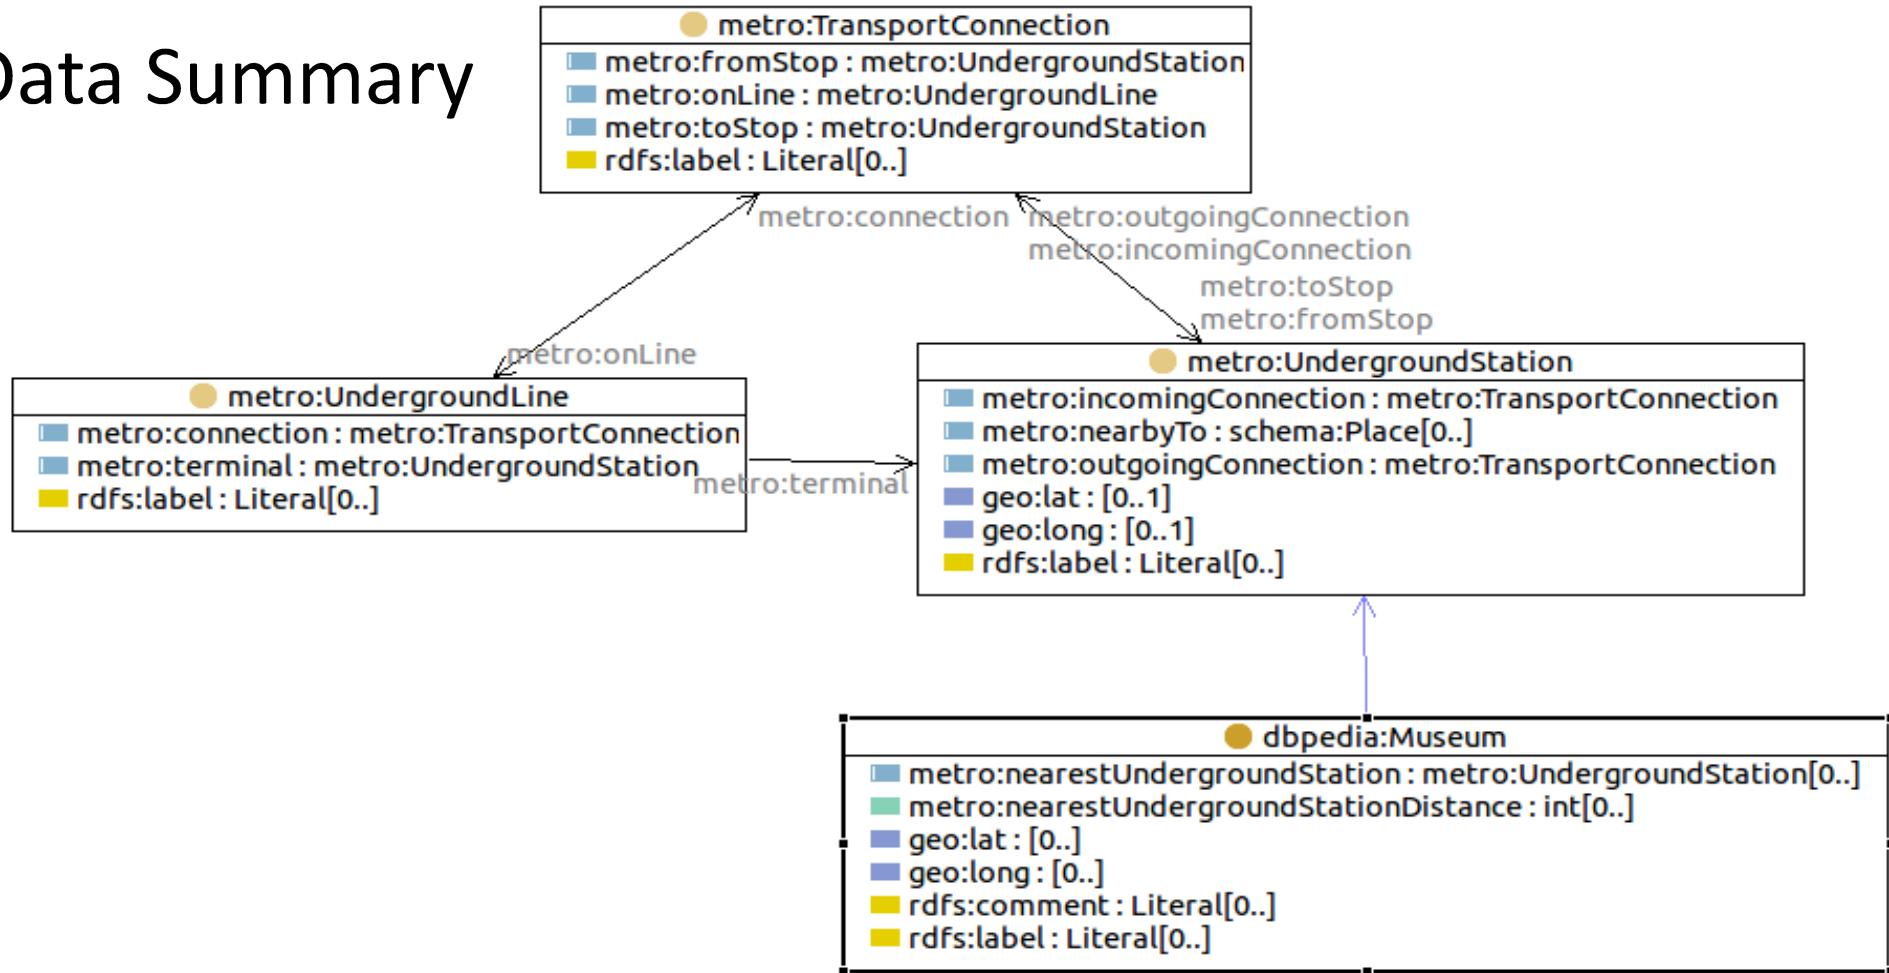 Data Summary
metro:TransportConnection
metro:fromStop : metro:UndergroundStation
metro:onLine : metro:UndergroundLine
metro:toStop : metro:UndergroundStation
rdfs:label : Literal[0..]
metro:connection
metro:outgoingConnection
metro:incomingConnection
metro:toStop
metro:fromStop
metro:onLine
metro:UndergroundLine
metro:connection : metro:TransportConnection
metro:terminal : metro:UndergroundStation
rdfs:label : Literal[0..]
metro:terminal
metro:UndergroundStation
metro:incomingConnection : metro:TransportConnection
metro:nearbyTo : schema:Place[0..]
metro:outgoingConnection : metro:TransportConnection
geo:lat : [0..1]
geo:long : [0..1]
rdfs:label : Literal[0..]
dbpedia:Museum
metro:nearestUndergroundStation : metro:UndergroundStation[0..]
metro:nearestUndergroundStationDistance : int[0..]
geo:lat : [0..]
geo:long : [0..]
rdfs:comment : Literal[0..]
rdfs:label : Literal[0..]